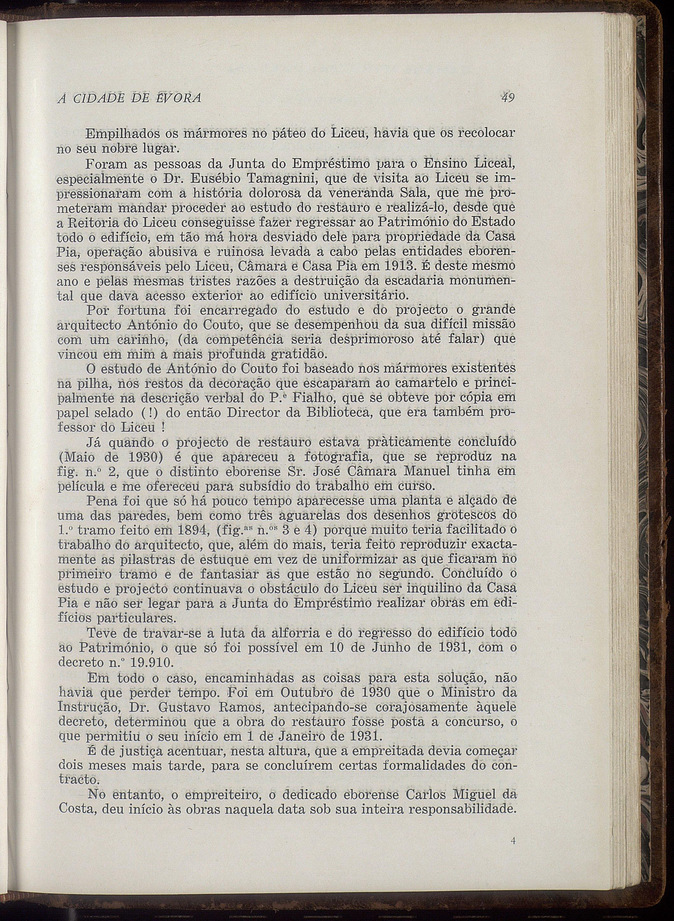 A CIDADE DE ÉVORA 49
Empilhados os mármores no páteo do Liceu, havia que os recolocar
no seu nobre lugar.
Foram as pessoas da Junta do Empréstimo para o Ensino Liceal,
especialmente o Dr. Eusébio Tamagnini, que de visita ao Liceu se im-
pressionaram com a história dolorosa da veneranda Sala, que me pro-
meteram mandar proceder ao estudo do restauro e realizá-lo, desde que
a Reitoria do Liceu conseguisse fazer regressar ao Património do Estado
todo o edifício, em tão má hora desviado dele para propriedade da Casa
Pia, operação abusiva e ruinosa levada a cabo pelas entidades eboren-
ses responsáveis pelo Liceu, Câmara e Casa Pia em 1913. É deste mesmo
ano e pelas mesmas tristes razões a destruição da escadaria monumen-
tal que dava acesso exterior ao edifício universitário.
Por fortuna foi encarregado do estudo e do projecto o grande
arquitecto António do Couto, que se desempenhou da sua difícil missão
com um carinho, (da competência seria desprimoroso até falar) que
vincou em mim a mais profunda gratidão.
O estudo de António do Couto foi baseado nos mármores existentes
na pilha, nos restos da decoração que escaparam ao camartelo e princi-
palmente na descrição verbal do P.e Fialho, que se obteve por cópia em
papel selado (!) do então Director da Biblioteca, que era também pro-
fessor do Liceu !
Já quando o projecto de restauro estava pràticamente concluído
(Maio de 1930) é que apareceu a fotografia, que se reproduz na
fig. n.º 2, que o distinto eborense Sr. José Câmara Manuel tinha em
película e me ofereceu para subsídio do trabalho em curso.
Pena foi que só há pouco tempo aparecesse uma planta e alçado de
uma das paredes, bem como três aguarelas dos desenhos grotescos do
1.º tramo feito em 1894, (fig.as n.os 3 e 4) porque muito teria facilitado o
trabalho do arquitecto, que, além do mais, teria feito reproduzir exacta-
mente as pilastras de estuque em vez de uniformizar as que ficaram no
primeiro tramo e de fantasiar as que estão no segundo. Concluído o
estudo e projecto continuava o obstáculo do Liceu ser inquilino da Casa
Pia e não ser legar para a Junta do Empréstimo realizar obras em edi-
fícios particulares.
Teve de travar-se a luta da alforria e do regresso do edifício todo
ao Património, o que só foi possível em 10 de Junho de 1931, com o
decreto n.º 19.910.
Em todo o caso, encaminhadas as coisas para esta solução, não
havia que perder tempo. Foi em Outubro de 1930 que o Ministro da
Instrução, Dr. Gustavo Ramos, antecipando-se corajosamente àquele
decreto, determinou que a obra do restauro fosse posta a concurso, o
que permitiu o seu início em 1 de Janeiro de 1931.
É de justiça acentuar, nesta altura, que a empreitada devia começar
dois meses mais tarde, para se concluírem certas formalidades do con-
tracto.
No entanto, o empreiteiro, o dedicado eborense Carlos Miguel da
Costa, deu início às obras naquela data sob sua inteira responsabilidade.
4